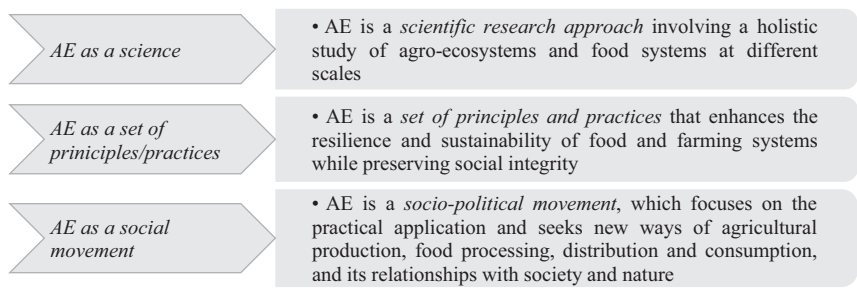 AE as a science
• AE is a scientific research approach involving a holistic
study of agro-ecosystems and food systems at different
scales
AE as a set of
priniciples/practices
• AE is a set of principles and practices that enhances the
resilience and sustainability of food and farming systems
while preserving social integrity
AE as a social
movement
• AE is a socio-political movement, which focuses on the
practical application and seeks new ways of agricultural
production, food processing, distribution and consumption,
and its relationships with society and nature